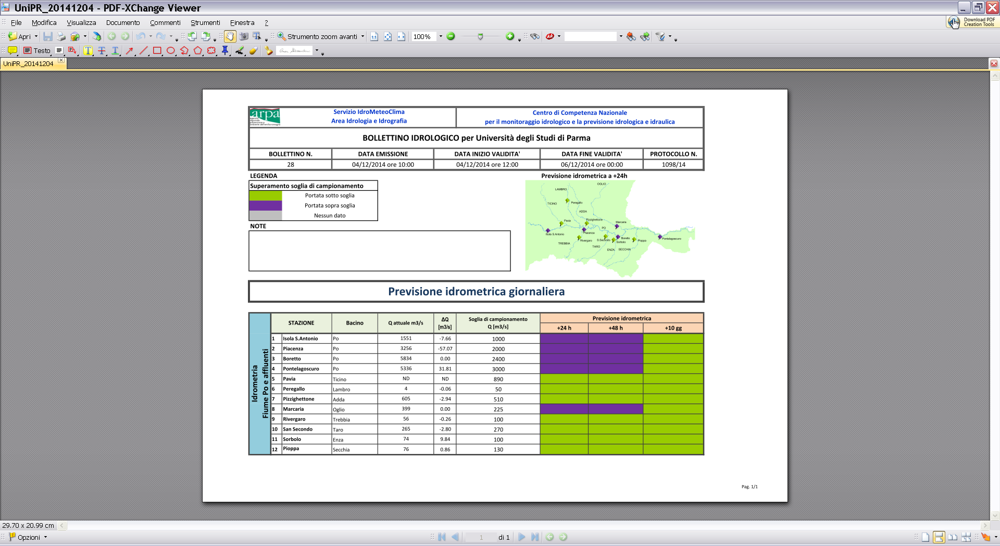 UniPR_20141204 - PDF-XChange Viewer
File Modifica Visualizza Documento Commenti Strumenti Finestra ?
Download PDF
Creation Tools
Apri Strumento zoom avanti 1:1 100% Ask
Testo T T T
UniPR_20141204
arpa
Servizio IdroMeteoClima
Area Idrologia e Idrografia
Centro di Competenza Nazionale
per il monitoraggio idrologico e la previsione idrologica e idraulica
BOLLETTINO IDROLOGICO per Università degli Studi di Parma
BOLLETTINO N. DATA EMISSIONE DATA INIZIO VALIDITA' DATA FINE VALIDITA' PROTOCOLLO N.
28 04/12/2014 ore 10:00 04/12/2014 ore 12:00 06/12/2014 ore 00:00 1098/14
LEGENDA
Superamento soglia di campionamento
Portata sotto soglia
Portata sopra soglia
Nessun dato
NOTE
Previsione idrometrica a +24h
OGLIO
LAMBRO
TICINO
Peregallo
ADDA
Pavia
Pizzighettone
Marcaria
PO
Isola S.Antonio
Piacenza
Boretto
Pontelagoscuro
Rivergaro
S.Secondo
Sorbolo
Pioppa
TREBBIA
TARO
ENZA
SECCHIA
Previsione idrometrica giornaliera
Idrometria
Fiume Po e affluenti
STAZIONE Bacino Q attuale m3/s ΔQ [m3/s] Soglia di campionamento Q [m3/s] Previsione idrometrica
+24 h +48 h +10 gg
1 Isola S.Antonio Po 1551 -7.66 1000
2 Piacenza Po 3256 -57.07 2000
3 Boretto Po 5834 0.00 2400
4 Pontelagoscuro Po 5336 31.81 3000
5 Pavia Ticino ND ND 890
6 Peregallo Lambro 4 -0.06 50
7 Pizzighettone Adda 605 -2.94 510
8 Marcaria Oglio 399 0.00 225
9 Rivergaro Trebbia 56 -0.26 100
10 San Secondo Taro 265 -2.80 270
11 Sorbolo Enza 74 9.84 100
12 Pioppa Secchia 76 0.86 130
Pag. 1/1
29.70 x 20.99 cm
Opzioni 1 di 1